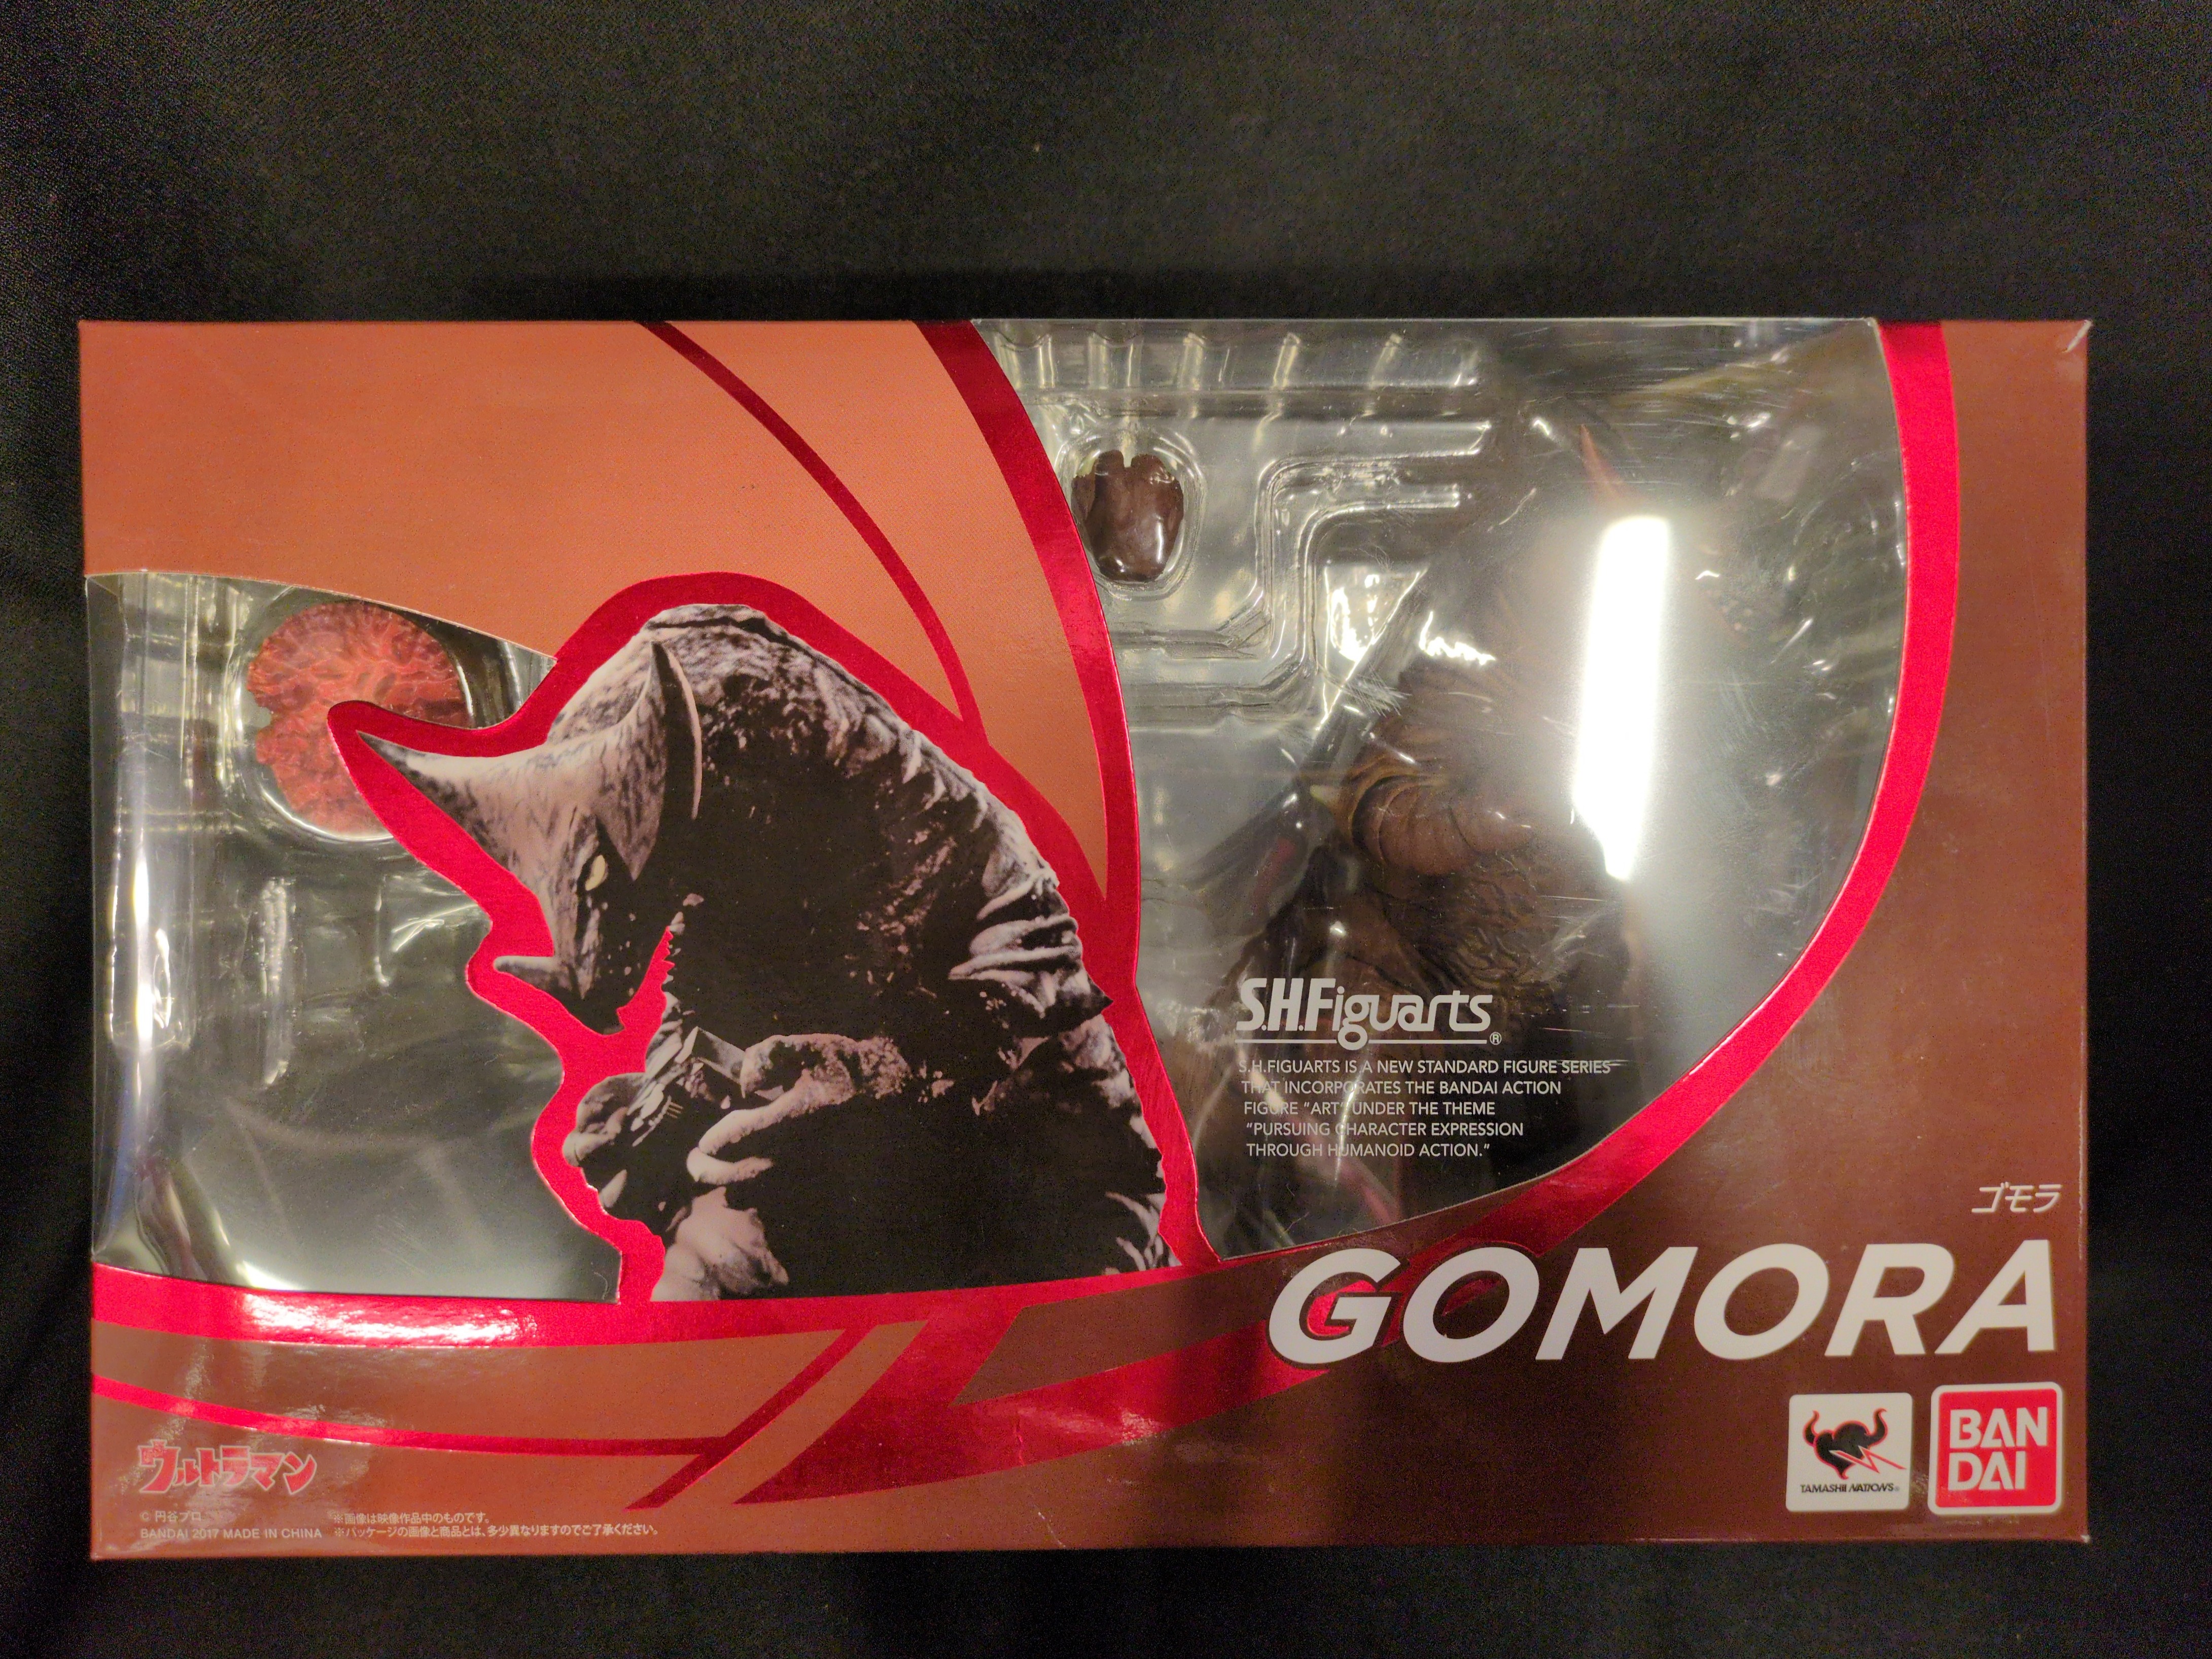 S.H.Figuarts®
S.H.FIGUARTS IS A NEW STANDARD FIGURE SERIES
THAT INCORPORATES THE BANDAI ACTION
FIGURE “ART” UNDER THE THEME
“PURSUING CHARACTER EXPRESSION
THROUGH HUMANOID ACTION.”
ゴモラ
GOMORA
TAMASHII NATIONS
BAN
DAI
ウルトラマン
© 円谷プロ
BANDAI 2017 MADE IN CHINA
※画像は映像作品中のものです。
※パッケージの画像と商品とは、多少異なりますのでご了承ください。